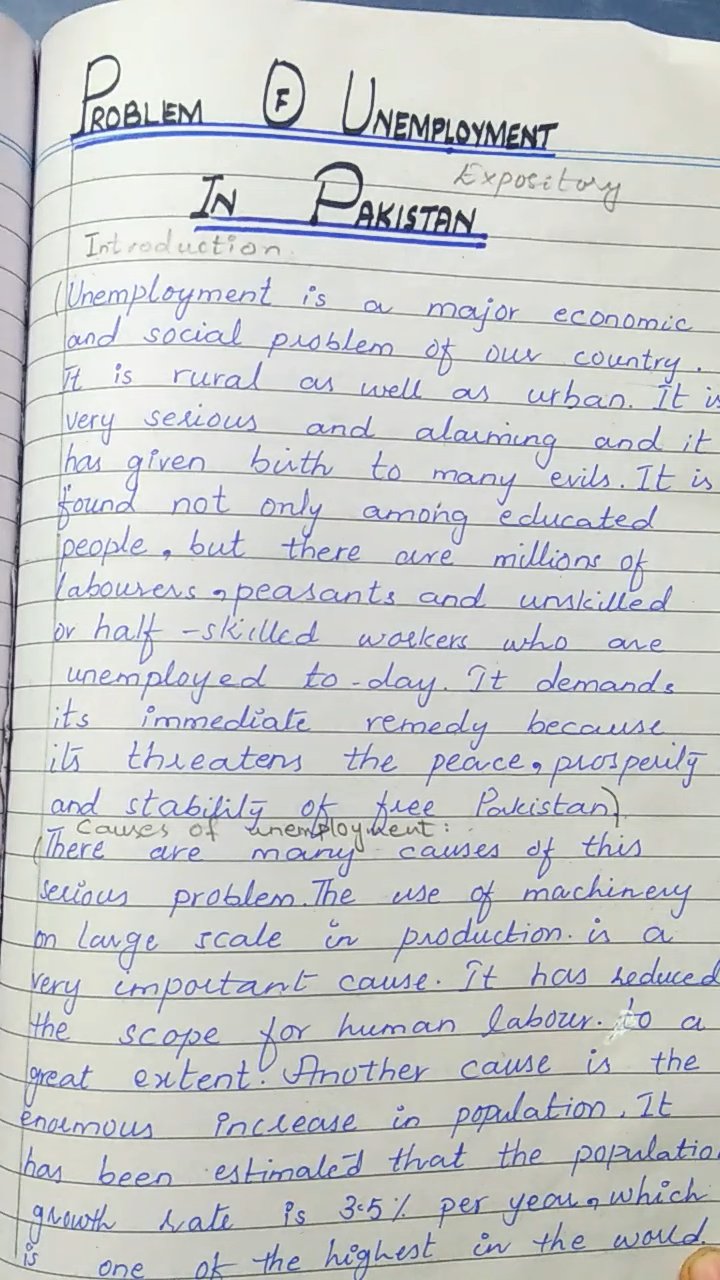 PROBLEM OF UNEMPLOYMENT
Expository
IN PAKISTAN
Introduction
(Unemployment is a major economic
and social problem of our country.
It is rural as well as urban. It is
very serious and alarming and it
has given birth to many evils. It is
found not only among educated
people, but there are millions of
labourers, peasants and unskilled
or half-skilled workers who are
unemployed to-day. It demands
its immediate remedy because
its threatens the peace, prosperity
and stability of free Pakistan)
Causes of unemployment:
(There are many causes of this
serious problem. The use of machinery
on large scale in production. is a
very important cause. It has reduced
the scope for human labour. to a
great extent. Another cause is the
enormous increase in population. It
has been estimated that the populatio
growth rate is 3.5% per year, which
is one of the highest in the world.